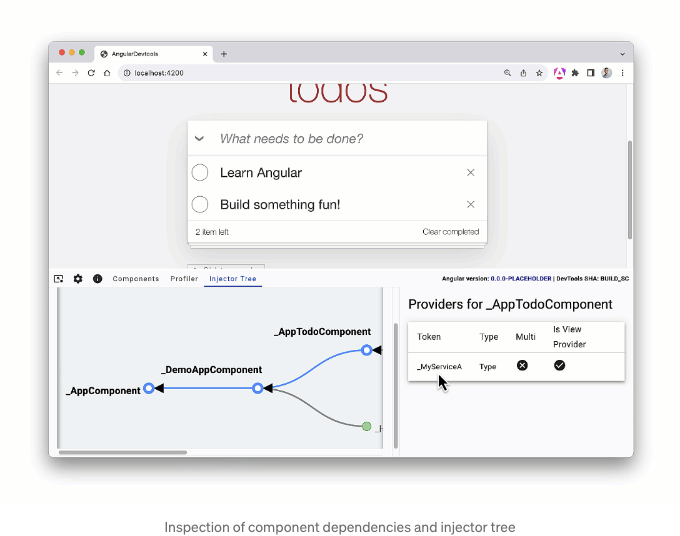 AngularDevtools
localhost:4200
todos
What needs to be done?
Learn Angular
Build something fun!
2 item left
Clear completed
Components
Profiler
Injector Tree
Angular version: 0.0.0-PLACEHOLDER | DevTools SHA: BUILD_SC
_AppTodoComponent
_DemoAppComponent
_AppComponent
Providers for _AppTodoComponent
Token Type Multi Is View
Provider
_MyServiceA Type
Inspection of component dependencies and injector tree